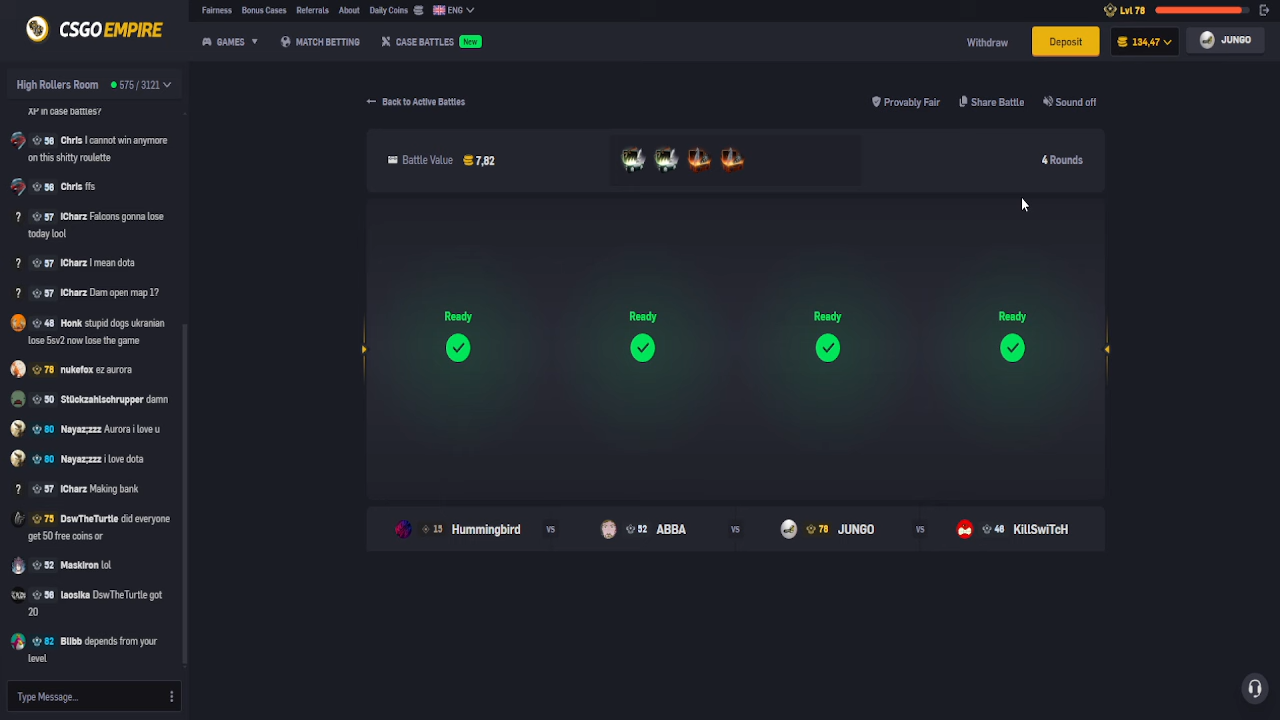 Fairness Bonus Cases Referrals About Daily Coins ENG Lvl 78
CSGOEMPIRE
GAMES MATCH BETTING CASE BATTLES New Withdraw Deposit 134,47 JUNGO
High Rollers Room 575 / 3121
XP in case battles?
56 Chris I cannot win anymore
on this shitty roulette
56 Chris ffs
? 57 ICharz Falcons gonna lose
today lool
? 57 ICharz I mean dota
? 57 ICharz Dam open map 1?
48 Honk stupid dogs ukranian
lose 5sv2 now lose the game
78 nukefox ez aurora
50 Stückzahlschrupper damn
80 Nayaz;zzz Aurora i love u
80 Nayaz;zzz i love dota
? 57 ICharz Making bank
75 DswTheTurtle did everyone
get 50 free coins or
52 Maskiron lol
56 laosika DswTheTurtle got
20
82 Blibb depends from your
level
Type Message...
Back to Active Battles Provably Fair Share Battle Sound off
Battle Value 7,82 4 Rounds
Ready Ready Ready Ready
15 Hummingbird VS 52 ABBA VS 78 JUNGO VS 46 KillSwiTcH